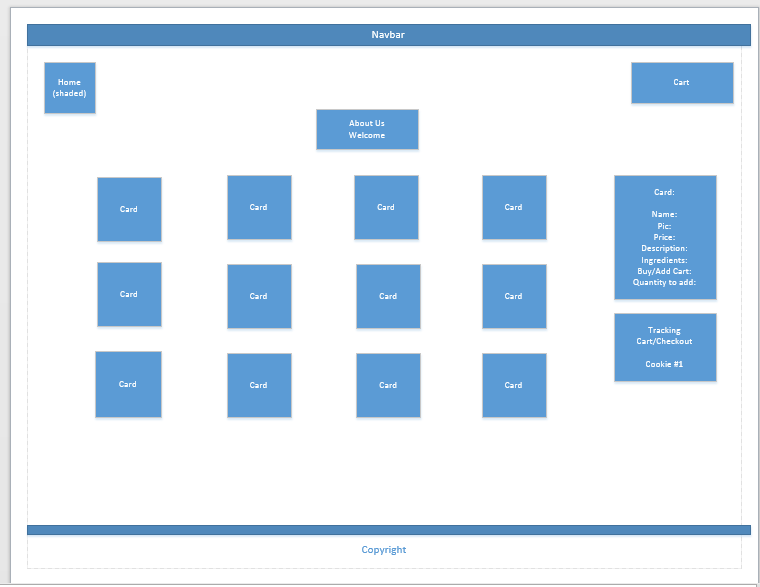 Navbar
Home
(shaded)
Cart
About Us
Welcome
Card
Card
Card
Card
Card:
Name:
Pic:
Price:
Description:
Ingredients:
Buy/Add Cart:
Quantity to add:
Card
Card
Card
Card
Tracking
Cart/Checkout
Cookie #1
Card
Card
Card
Card
Copyright